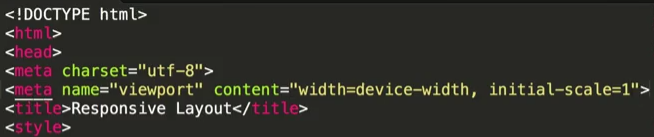 <!DOCTYPE html>
<html>
<head>
<meta charset="utf-8">
<meta name="viewport" content="width=device-width, initial-scale=1">
<title>Responsive Layout</title>
<style>